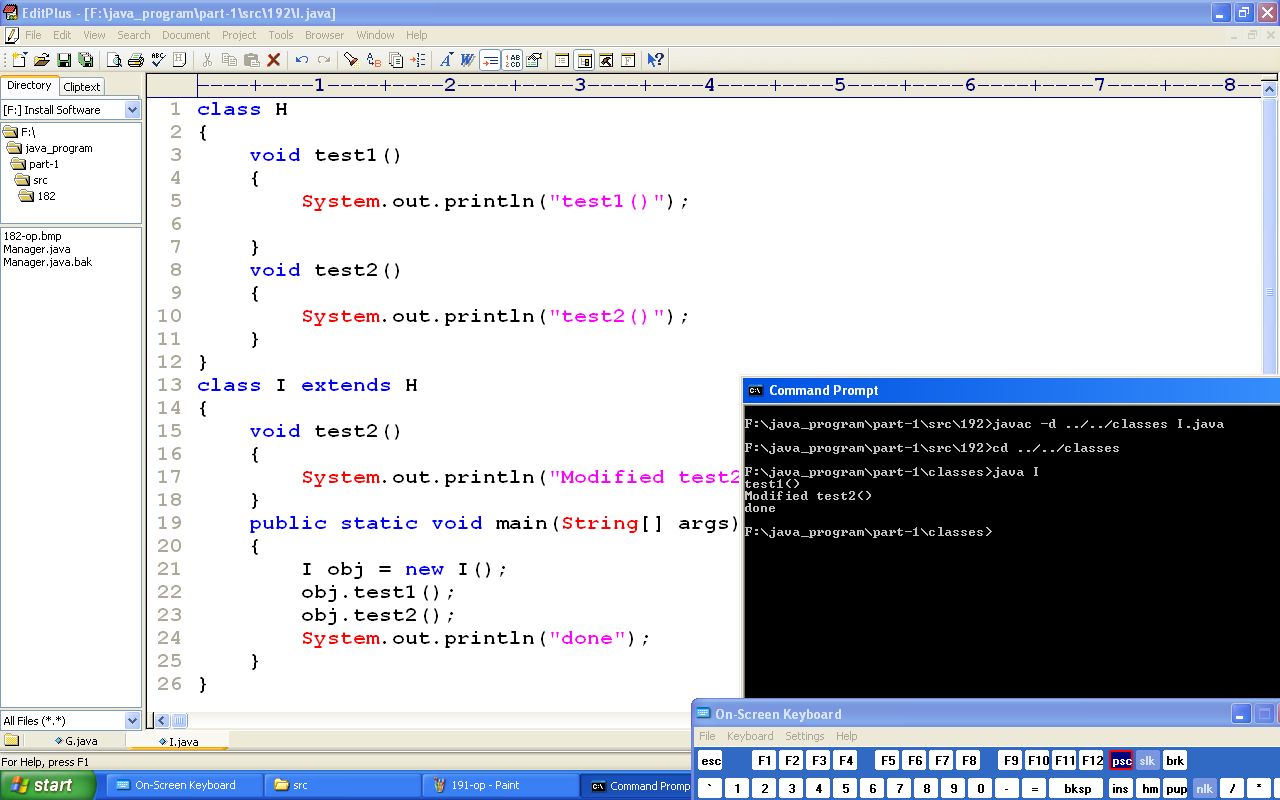 EditPlus - [F:\java_program\part-1\src\192\I.java]
File Edit View Search Document Project Tools Browser Window Help
Directory Cliptext
[F:] Install Software
F:\
java_program
part-1
src
182
182-op.bmp
Manager.java
Manager.java.bak
All Files (*.*)
----+----1----+----2----+----3----+----4----+----5----+----6----+----7----+----8--
1 class H
2 {
3 void test1()
4 {
5 System.out.println("test1()");
6
7 }
8 void test2()
9 {
10 System.out.println("test2()");
11 }
12 }
13 class I extends H
14 {
15 void test2()
16 {
17 System.out.println("Modified test2
18 }
19 public static void main(String[] args)
20 {
21 I obj = new I();
22 obj.test1();
23 obj.test2();
24 System.out.println("done");
25 }
26 }
Command Prompt
F:\java_program\part-1\src\192>javac -d ../../classes I.java
F:\java_program\part-1\src\192>cd ../../classes
F:\java_program\part-1\classes>java I
test1()
Modified test2()
done
F:\java_program\part-1\classes>
G.java I.java
For Help, press F1
On-Screen Keyboard
File Keyboard Settings Help
esc F1 F2 F3 F4 F5 F6 F7 F8 F9 F10 F11 F12 psc slk brk
` 1 2 3 4 5 6 7 8 9 0 - = bksp ins hm pup nlk / *
start On-Screen Keyboard src 191-op - Paint Command Promp